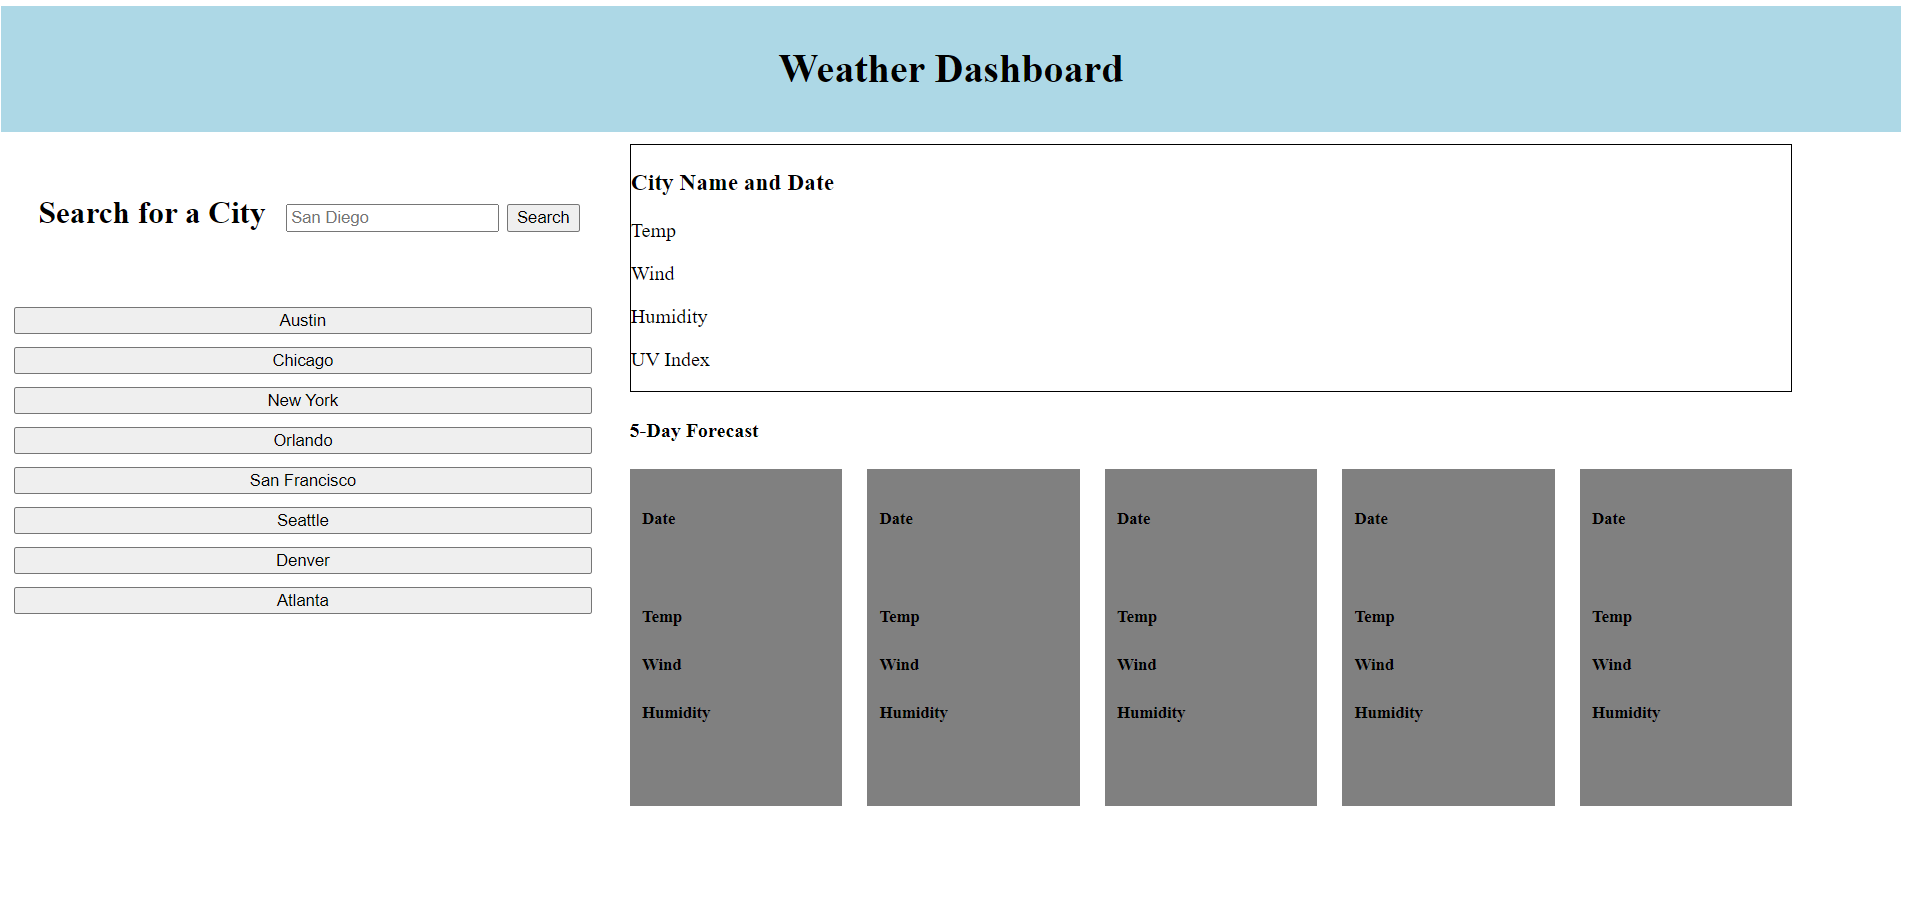 Weather Dashboard
Search for a City
San Diego
Search
Austin
Chicago
New York
Orlando
San Francisco
Seattle
Denver
Atlanta
City Name and Date
Temp
Wind
Humidity
UV Index
5-Day Forecast
Date
Temp
Wind
Humidity
Date
Temp
Wind
Humidity
Date
Temp
Wind
Humidity
Date
Temp
Wind
Humidity
Date
Temp
Wind
Humidity